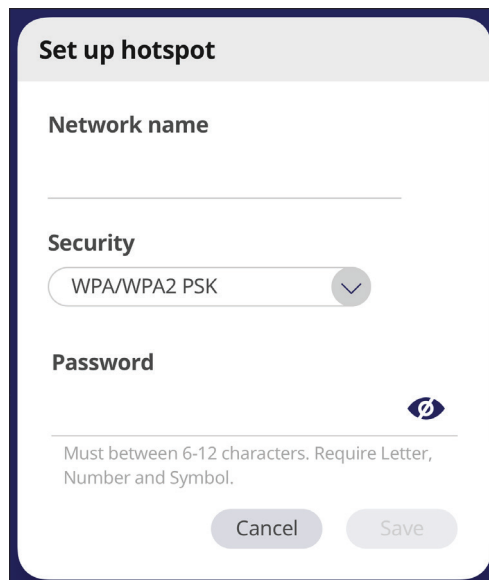 Set up hotspot
Network name
Security
WPA/WPA2 PSK
Password
Must between 6-12 characters. Require Letter,
Number and Symbol.
Cancel
Save